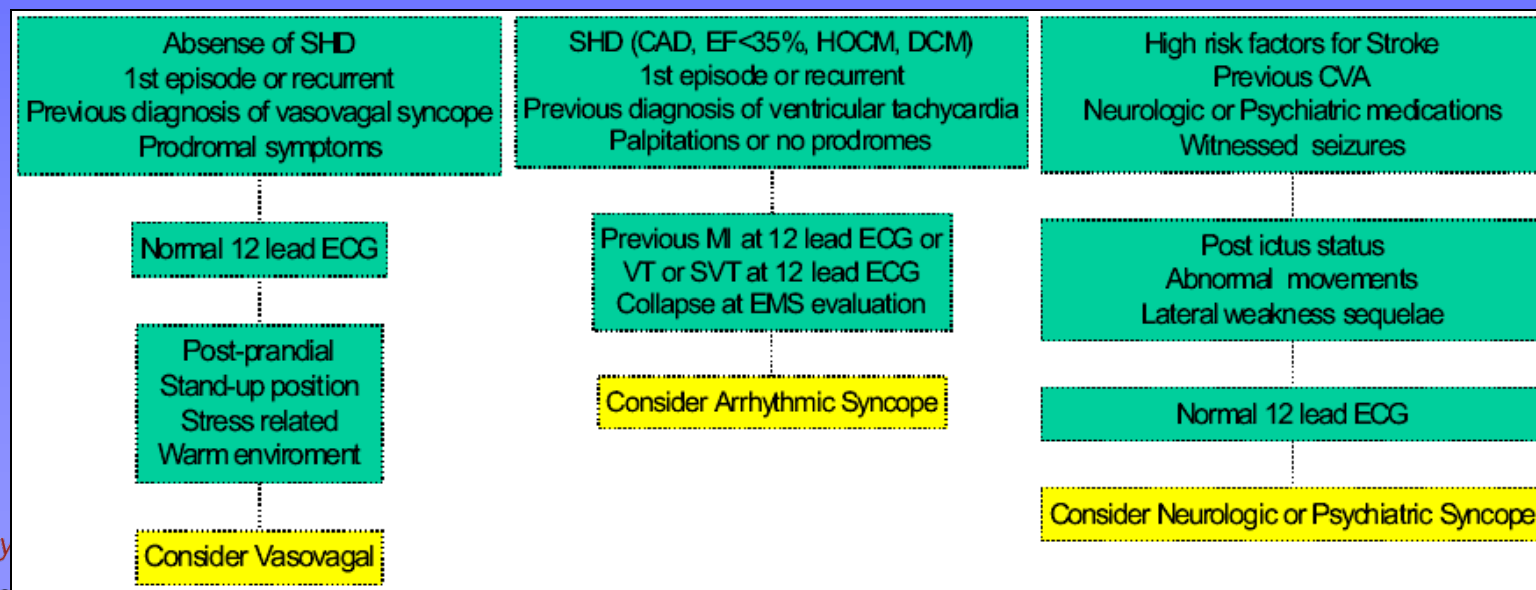 Absense of SHD
1st episode or recurrent
Previous diagnosis of vasovagal syncope
Prodromal symptoms
Normal 12 lead ECG
Post-prandial
Stand-up position
Stress related
Warm enviroment
Consider Vasovagal
SHD (CAD, EF<35%, HOCM, DCM)
1st episode or recurrent
Previous diagnosis of ventricular tachycardia
Palpitations or no prodromes
Previous MI at 12 lead ECG or
VT or SVT at 12 lead ECG
Collapse at EMS evaluation
Consider Arrhythmic Syncope
High risk factors for Stroke
Previous CVA
Neurologic or Psychiatric medications
Witnessed seizures
Post ictus status
Abnormal movements
Lateral weakness sequelae
Normal 12 lead ECG
Consider Neurologic or Psychiatric Syncope